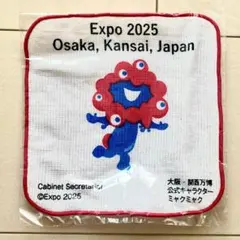 Expo 2025
Osaka, Kansai, Japan
Cabinet Secretariat
©Expo 2025
大阪・関西万博
公式キャラクター
ミャクミャク